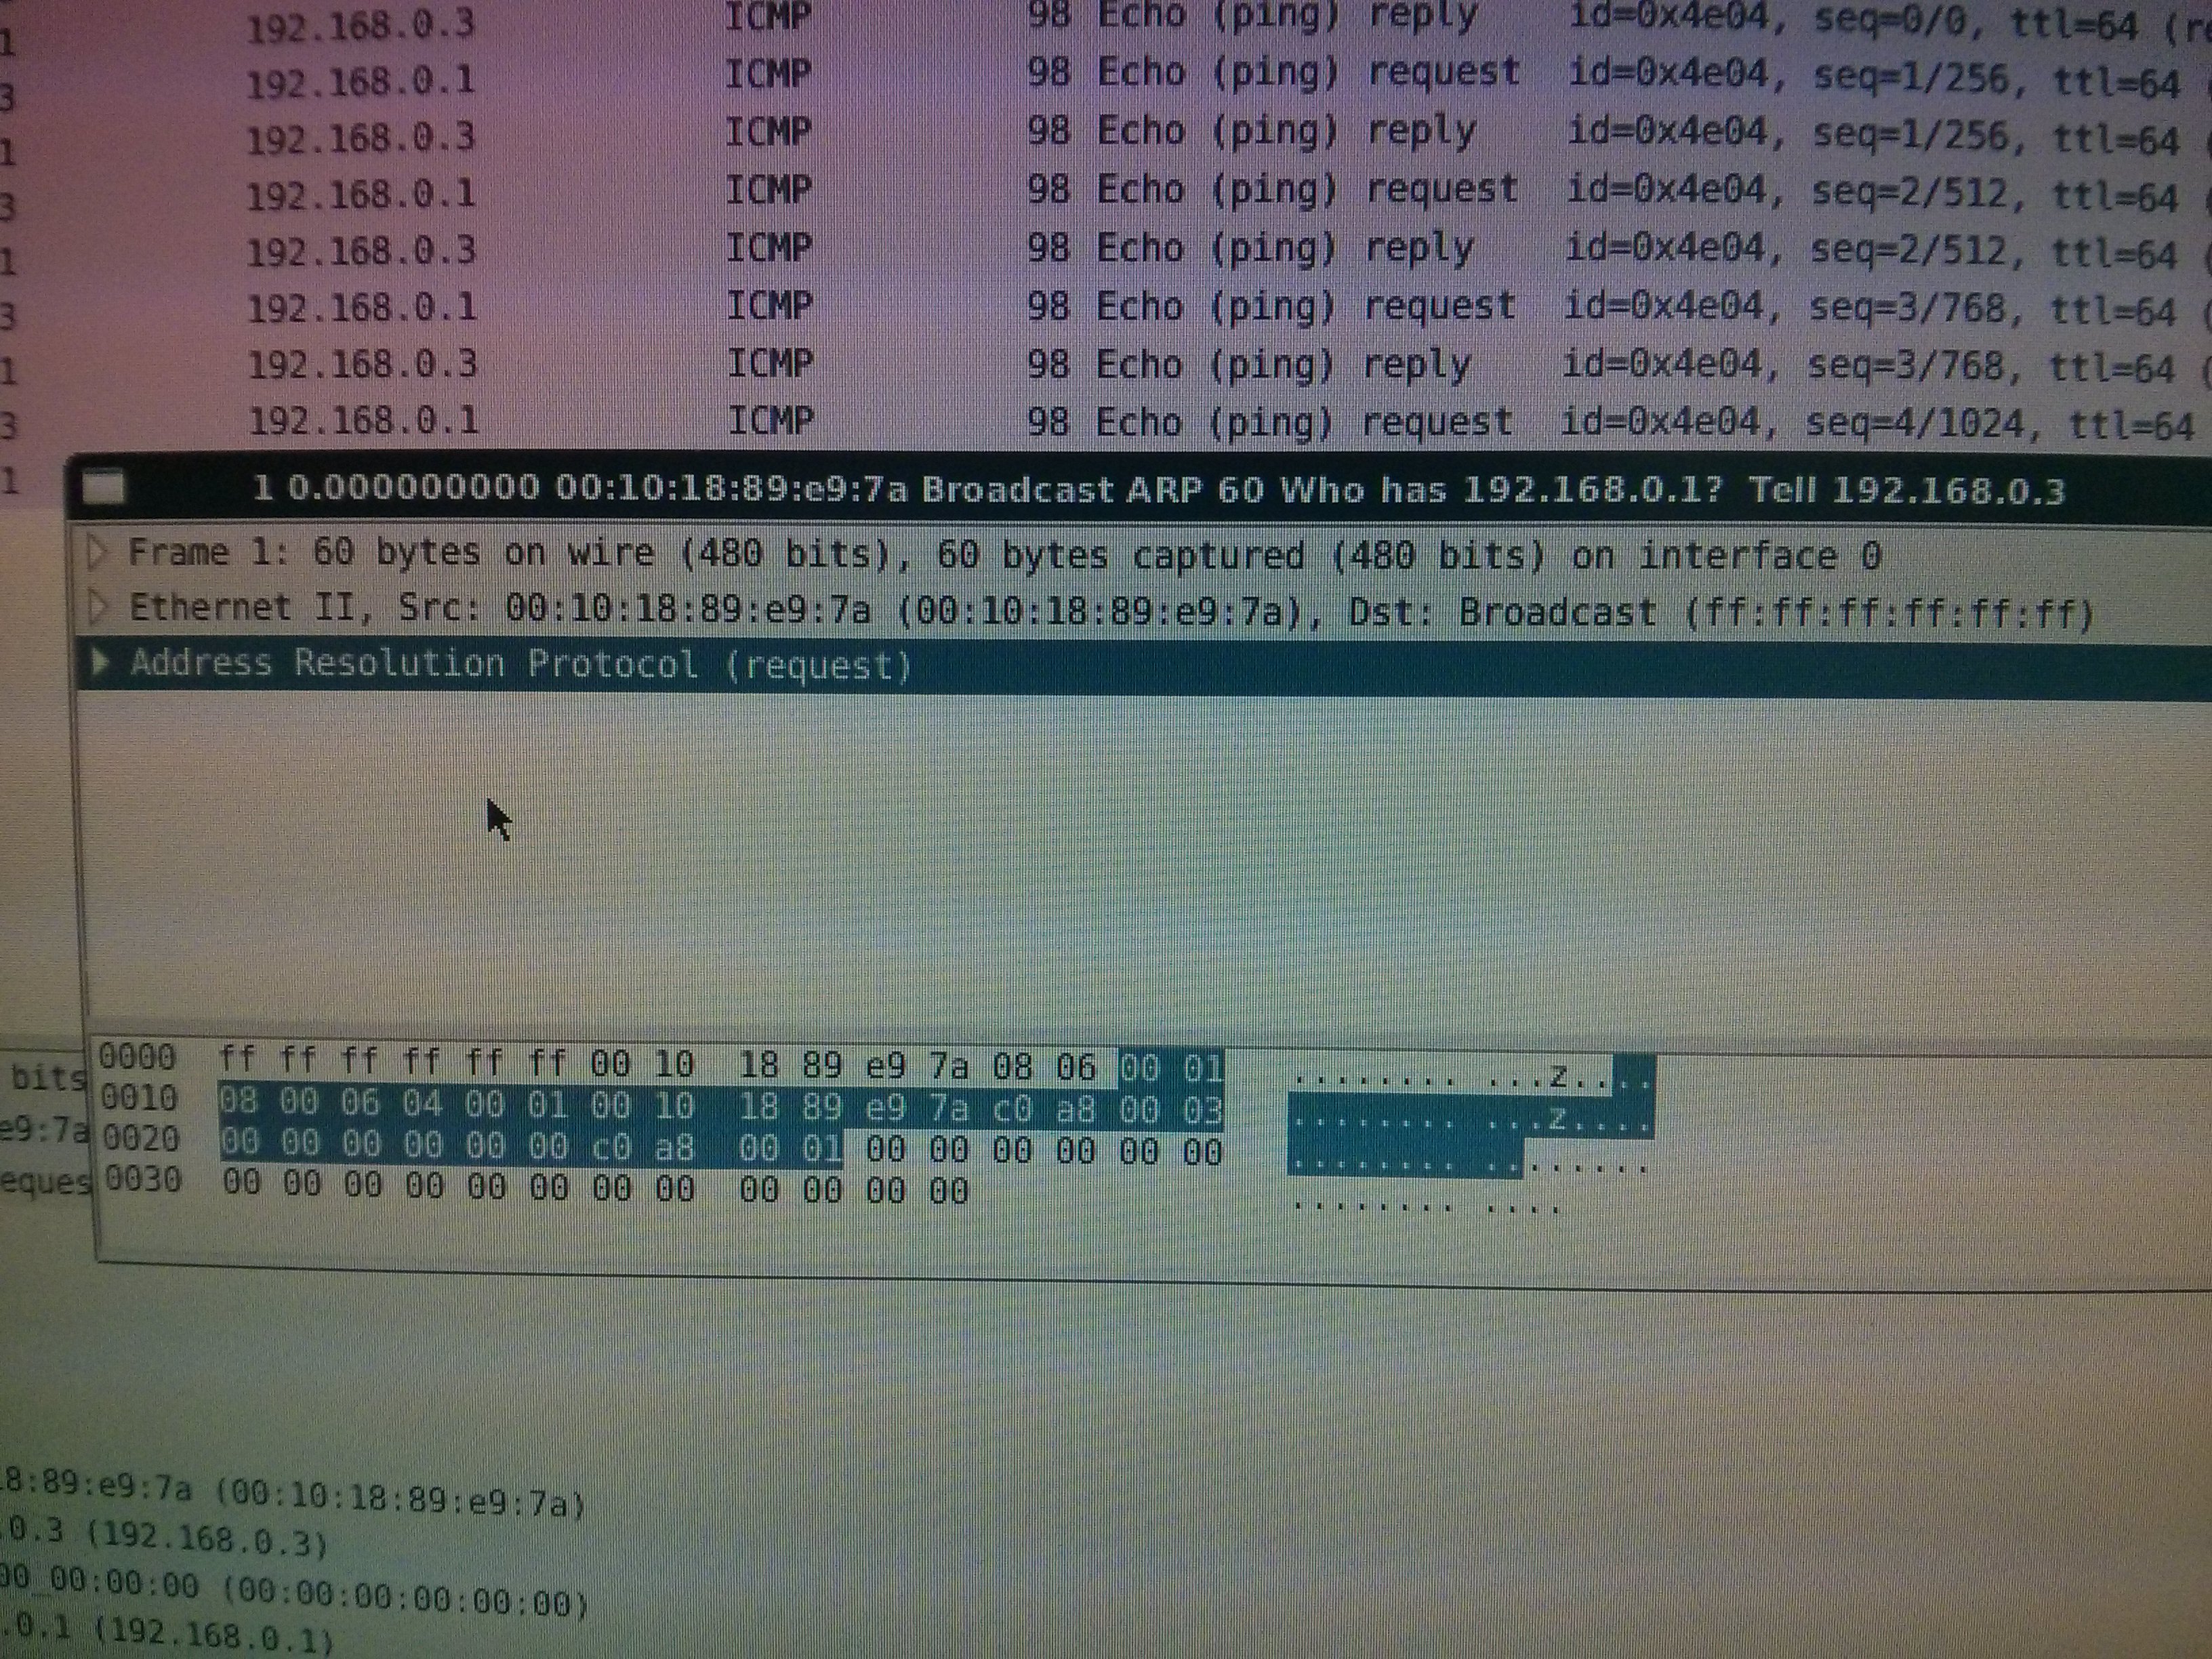 192.168.0.3 ICMP 98 Echo (ping) reply id=0x4e04, seq=0/0, ttl=64 (re
1 192.168.0.1 ICMP 98 Echo (ping) request id=0x4e04, seq=1/256, ttl=64 (
3 192.168.0.3 ICMP 98 Echo (ping) reply id=0x4e04, seq=1/256, ttl=64 (
1 192.168.0.1 ICMP 98 Echo (ping) request id=0x4e04, seq=2/512, ttl=64 (
3 192.168.0.3 ICMP 98 Echo (ping) reply id=0x4e04, seq=2/512, ttl=64 (
1 192.168.0.1 ICMP 98 Echo (ping) request id=0x4e04, seq=3/768, ttl=64 (
3 192.168.0.3 ICMP 98 Echo (ping) reply id=0x4e04, seq=3/768, ttl=64 (
1 192.168.0.1 ICMP 98 Echo (ping) request id=0x4e04, seq=4/1024, ttl=64
3
1
1 0.000000000 00:10:18:89:e9:7a Broadcast ARP 60 Who has 192.168.0.1? Tell 192.168.0.3
Frame 1: 60 bytes on wire (480 bits), 60 bytes captured (480 bits) on interface 0
Ethernet II, Src: 00:10:18:89:e9:7a (00:10:18:89:e9:7a), Dst: Broadcast (ff:ff:ff:ff:ff:ff)
Address Resolution Protocol (request)
0000 ff ff ff ff ff ff 00 10 18 89 e9 7a 08 06 00 01 ........ ...z....
bits
0010 08 00 06 04 00 01 00 10 18 89 e9 7a c0 a8 00 03 ........ ...z....
e9:7a
0020 00 00 00 00 00 00 c0 a8 00 01 00 00 00 00 00 00 ........ ........
eques
0030 00 00 00 00 00 00 00 00 00 00 00 00 ........ ....
8:89:e9:7a (00:10:18:89:e9:7a)
.0.3 (192.168.0.3)
00_00:00:00 (00:00:00:00:00:00)
.0.1 (192.168.0.1)